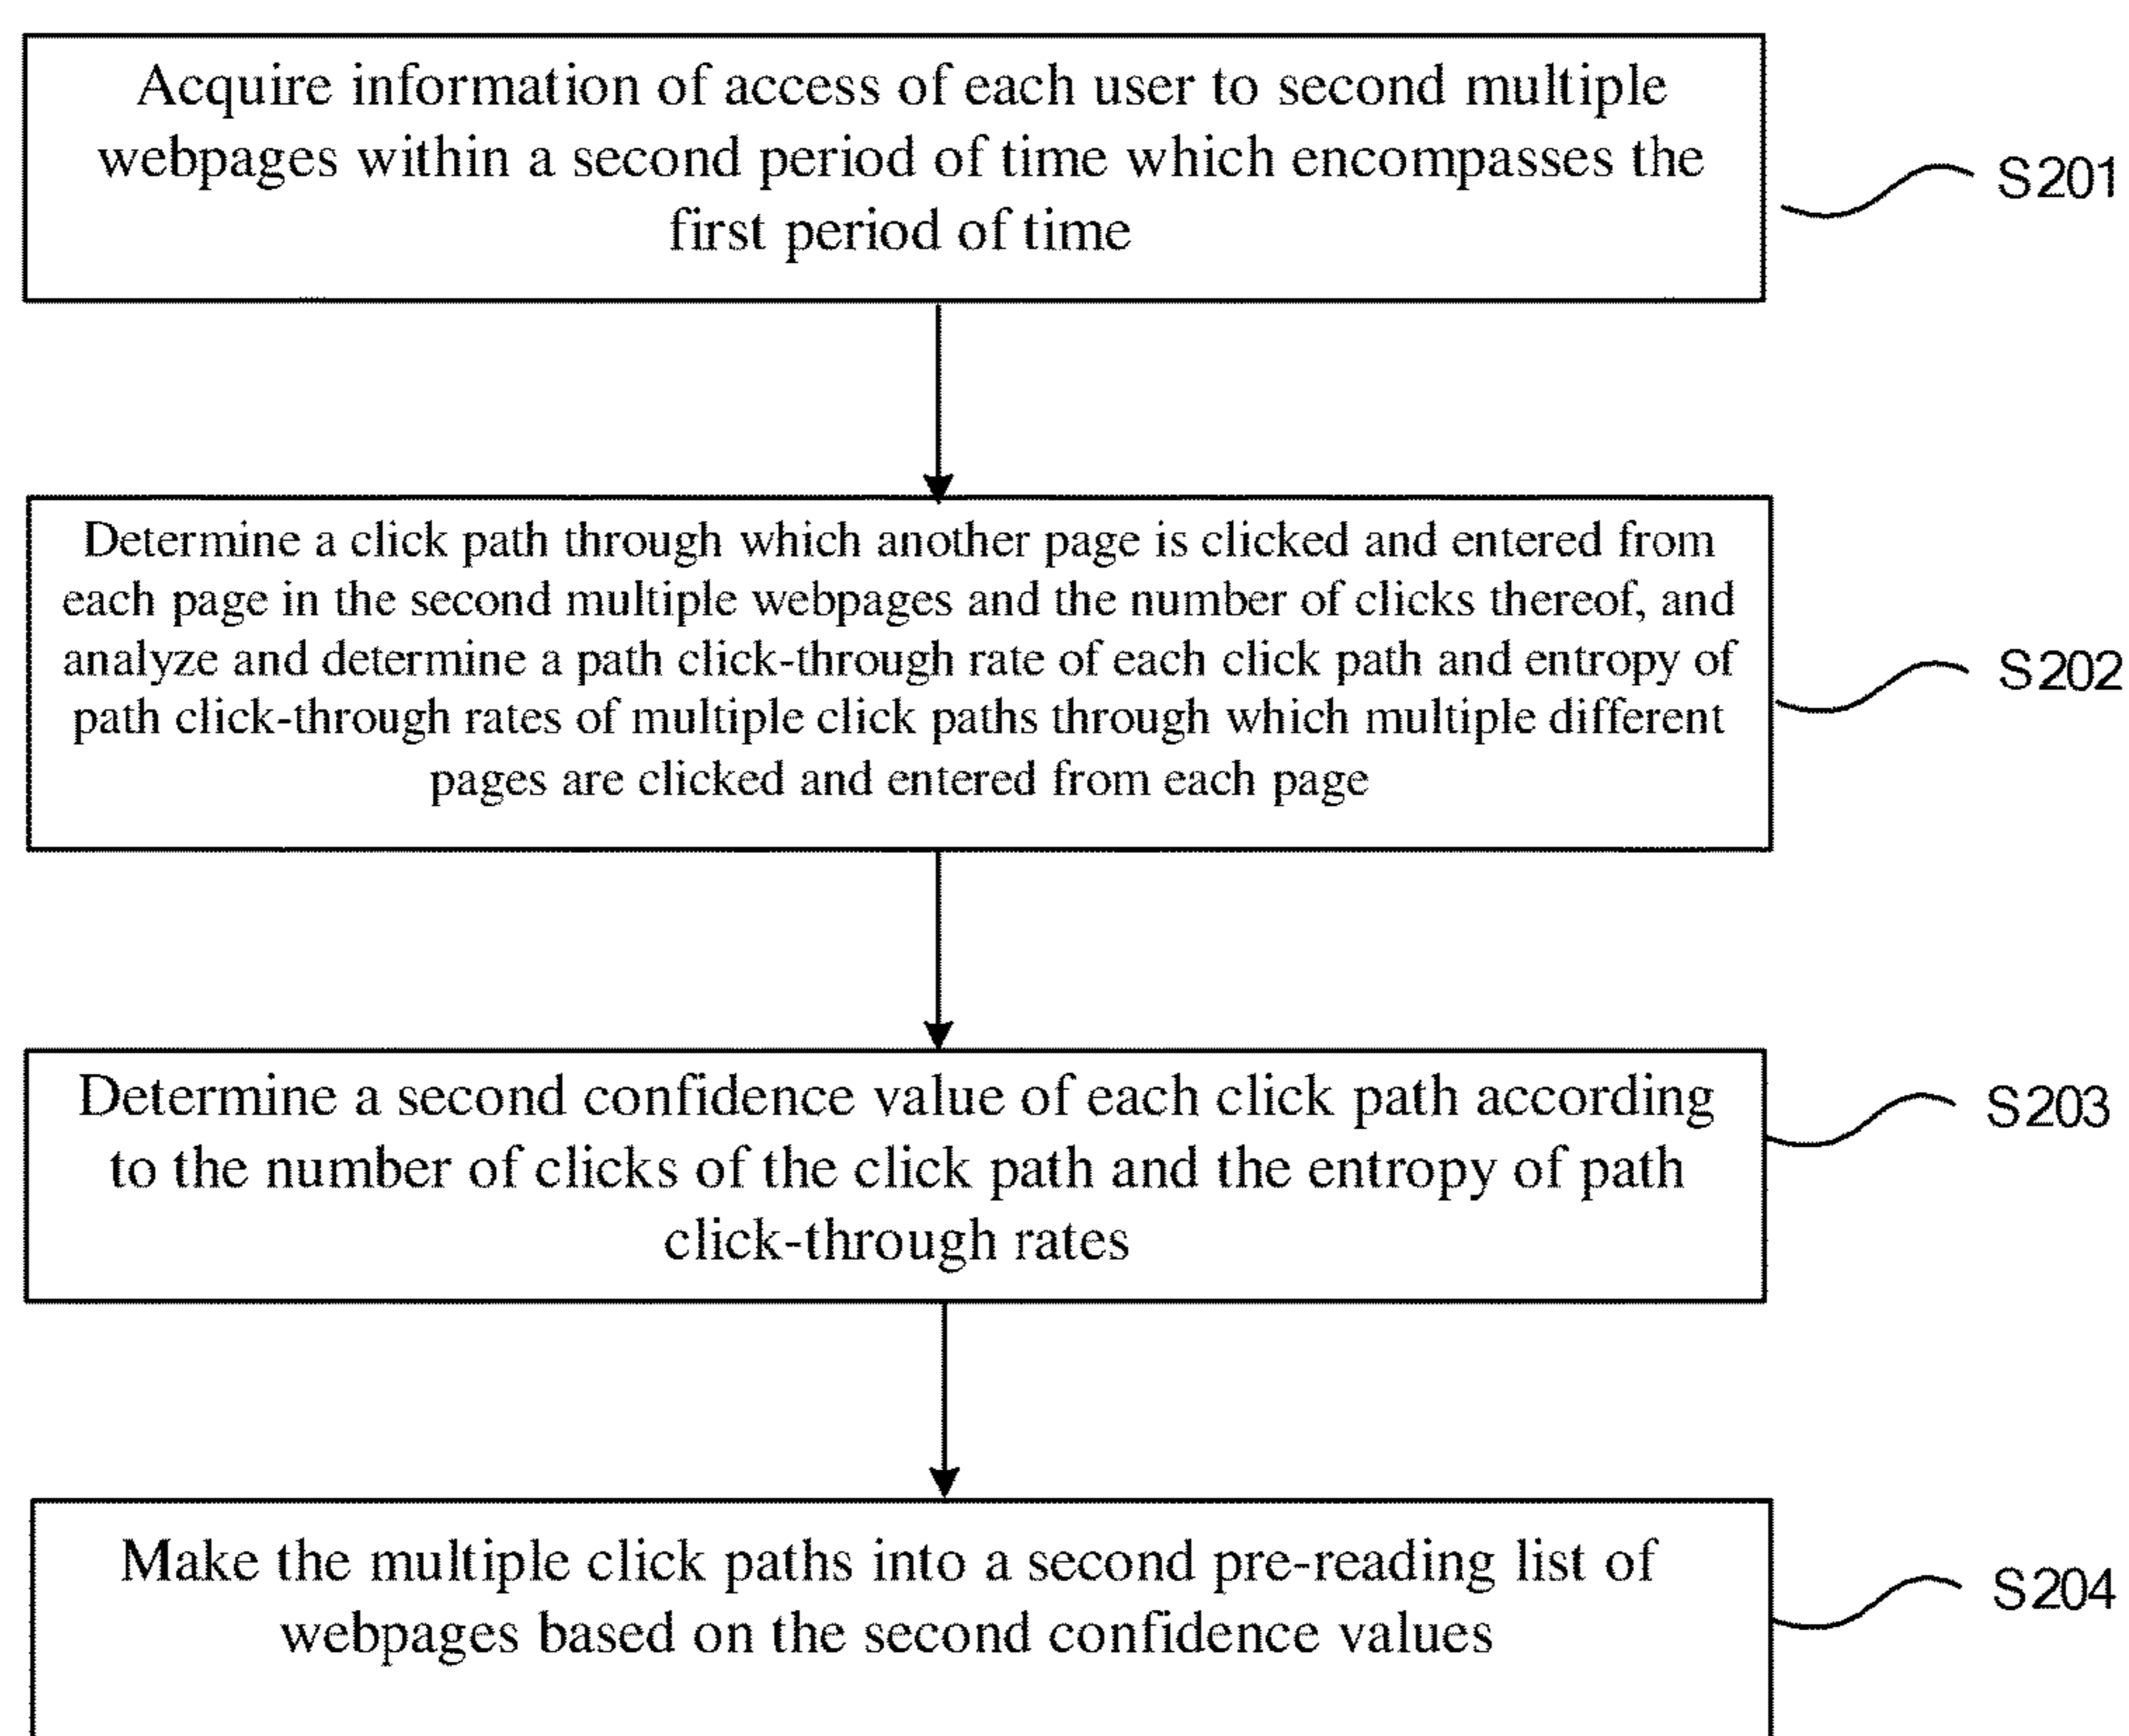 Acquire information of access of each user to second multiple
webpages within a second period of time which encompasses the
first period of time
S201
Determine a click path through which another page is clicked and entered from
each page in the second multiple webpages and the number of clicks thereof, and
analyze and determine a path click-through rate of each click path and entropy of
path click-through rates of multiple click paths through which multiple different
pages are clicked and entered from each page
S202
Determine a second confidence value of each click path according
to the number of clicks of the click path and the entropy of path
click-through rates
S203
Make the multiple click paths into a second pre-reading list of
webpages based on the second confidence values
S204